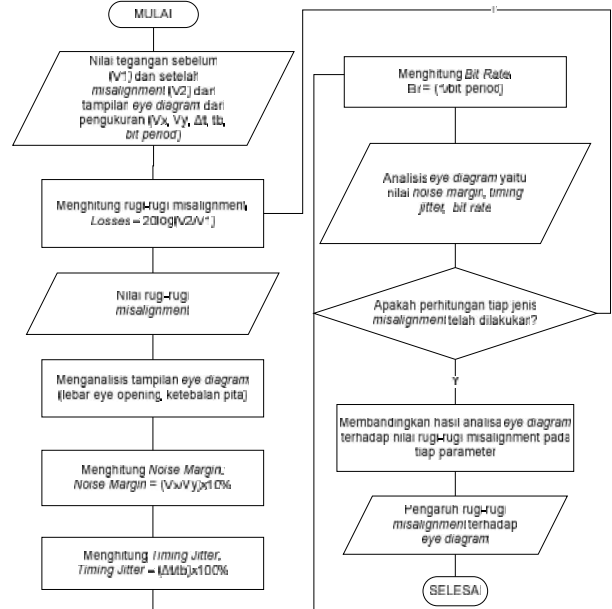 MULAI
Nilai tegangan sebelum
(V1) dan setelah
misalignment (V2) dari
tampilan eye diagram dari
pengukuran (Vx, Vy, Δt, tb,
bit period)
Menghitung rugi-rugi misalignment,
Losses = 20log(V2/V1)
Nilai rugi-rugi
misalignment
Menganalisis tampilan eye diagram
(lebar eye opening, ketebalan pita)
Menghitung Noise Margin:
Noise Margin = (Vx/Vy)x10%
Menghitung Timing Jitter,
Timing Jitter = (Δt/tb)x100%
Menghitung Bit Rate,
Br = (1/bit period)
Analisis eye diagram yaitu
nilai noise margin, timing
jitter, bit rate
Apakah perhitungan tiap jenis
misalignment telah dilakukan?
Y
Membandingkan hasil analisa eye diagram
terhadap nilai rugi-rugi misalignment pada
tiap parameter
Pengaruh rugi-rugi
misalignment terhadap
eye diagram
SELESAI